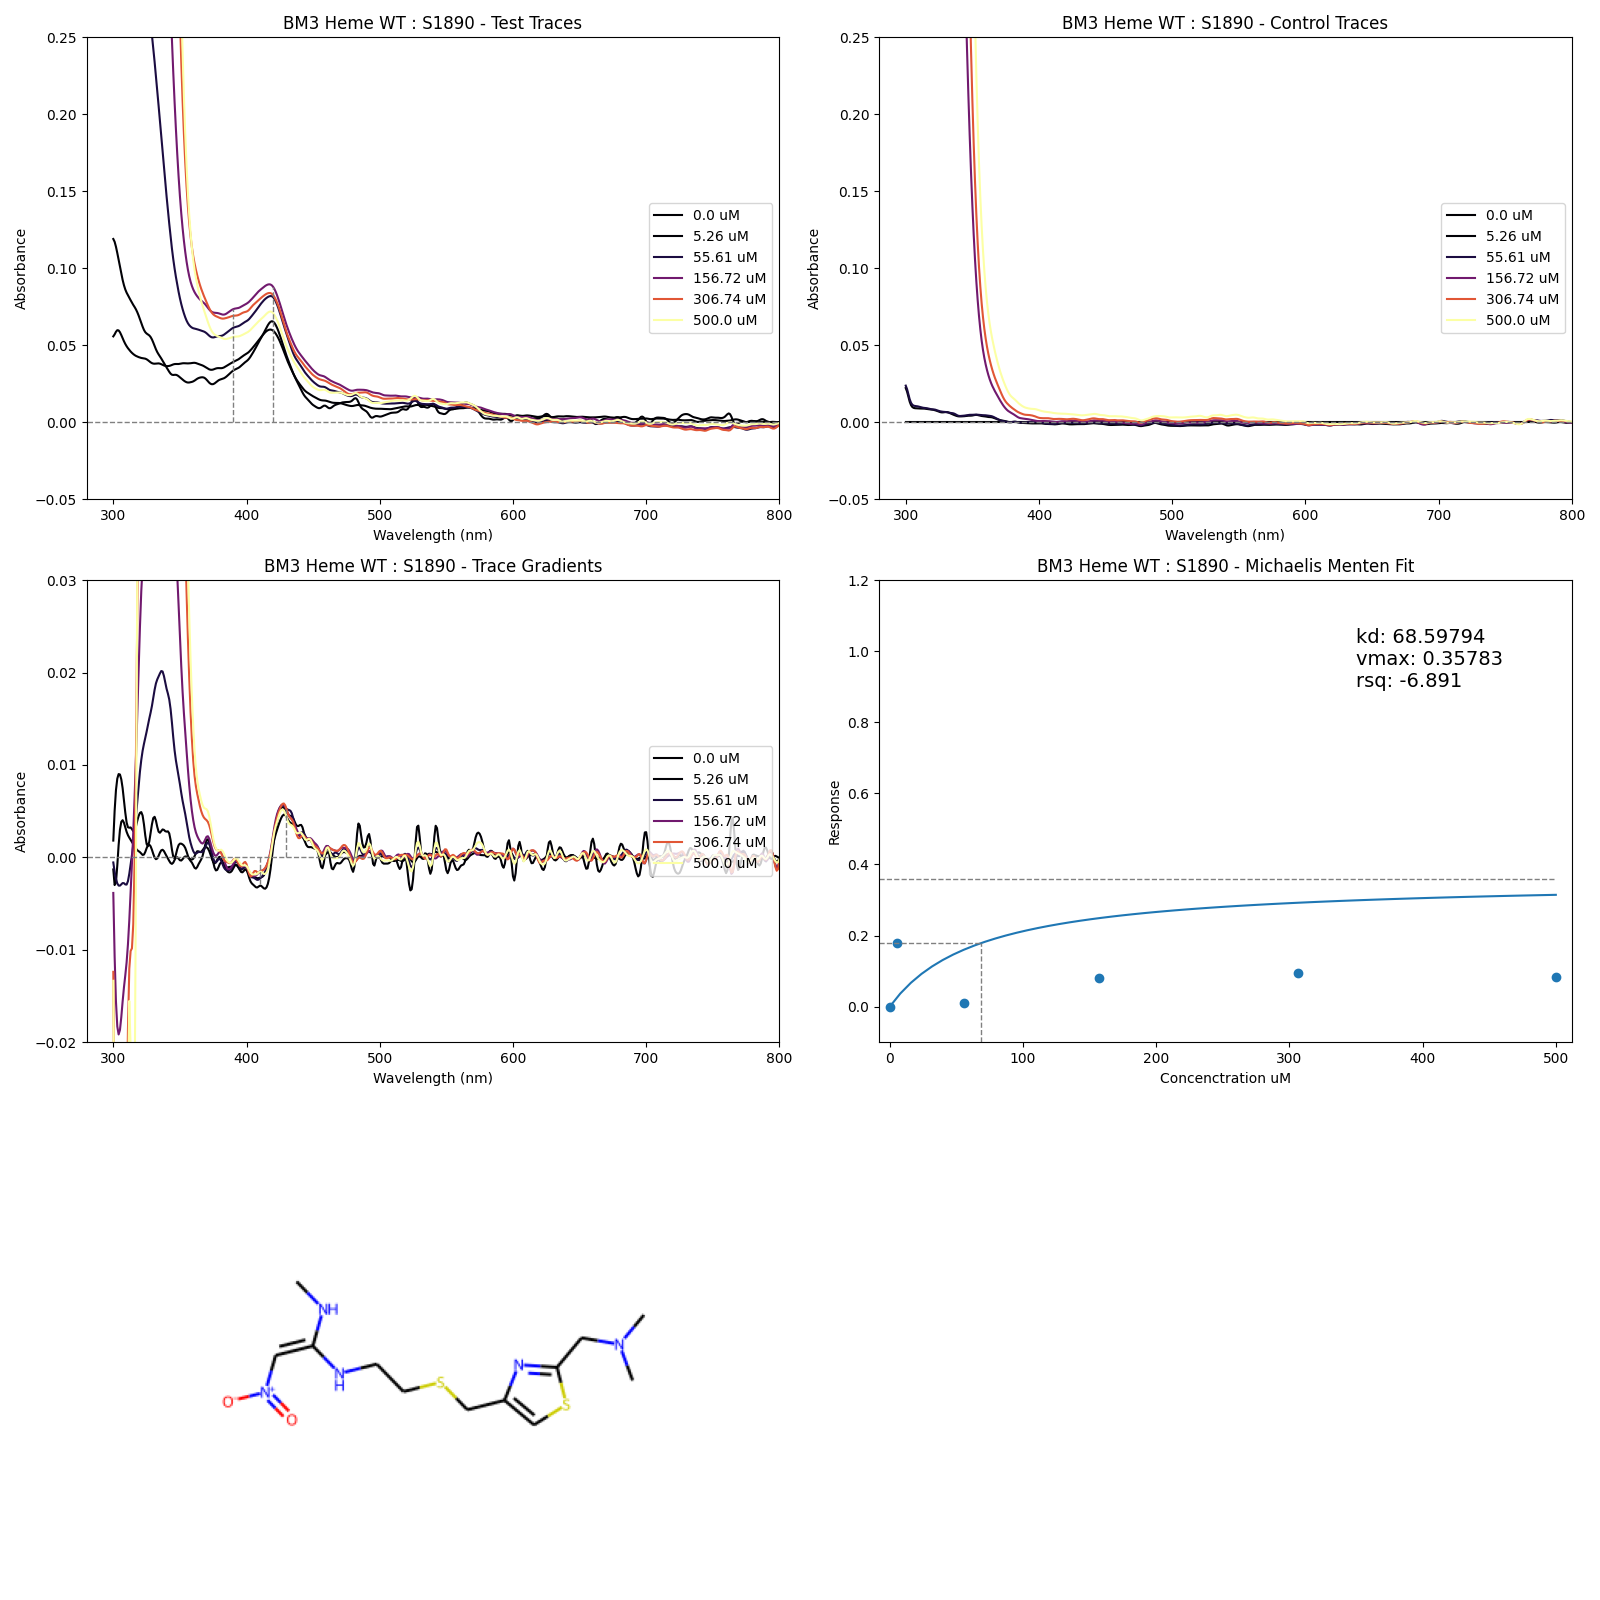 BM3 Heme WT : S1890 - Test Traces
0.25
0.20
0.15
0.10
0.05
0.00
−0.05
Absorbance
0.0 uM
5.26 uM
55.61 uM
156.72 uM
306.74 uM
500.0 uM
300 400 500 600 700 800
Wavelength (nm)
BM3 Heme WT : S1890 - Control Traces
0.25
0.20
0.15
0.10
0.05
0.00
−0.05
Absorbance
0.0 uM
5.26 uM
55.61 uM
156.72 uM
306.74 uM
500.0 uM
300 400 500 600 700 800
Wavelength (nm)
BM3 Heme WT : S1890 - Trace Gradients
0.03
0.02
0.01
0.00
−0.01
−0.02
Absorbance
0.0 uM
5.26 uM
55.61 uM
156.72 uM
306.74 uM
500.0 uM
300 400 500 600 700 800
Wavelength (nm)
BM3 Heme WT : S1890 - Michaelis Menten Fit
1.2
1.0
0.8
0.6
0.4
0.2
0.0
Response
kd: 68.59794
vmax: 0.35783
rsq: -6.891
0 100 200 300 400 500
Concenctration uM
NH
N
H
N+
O-
O
S
N
S
N